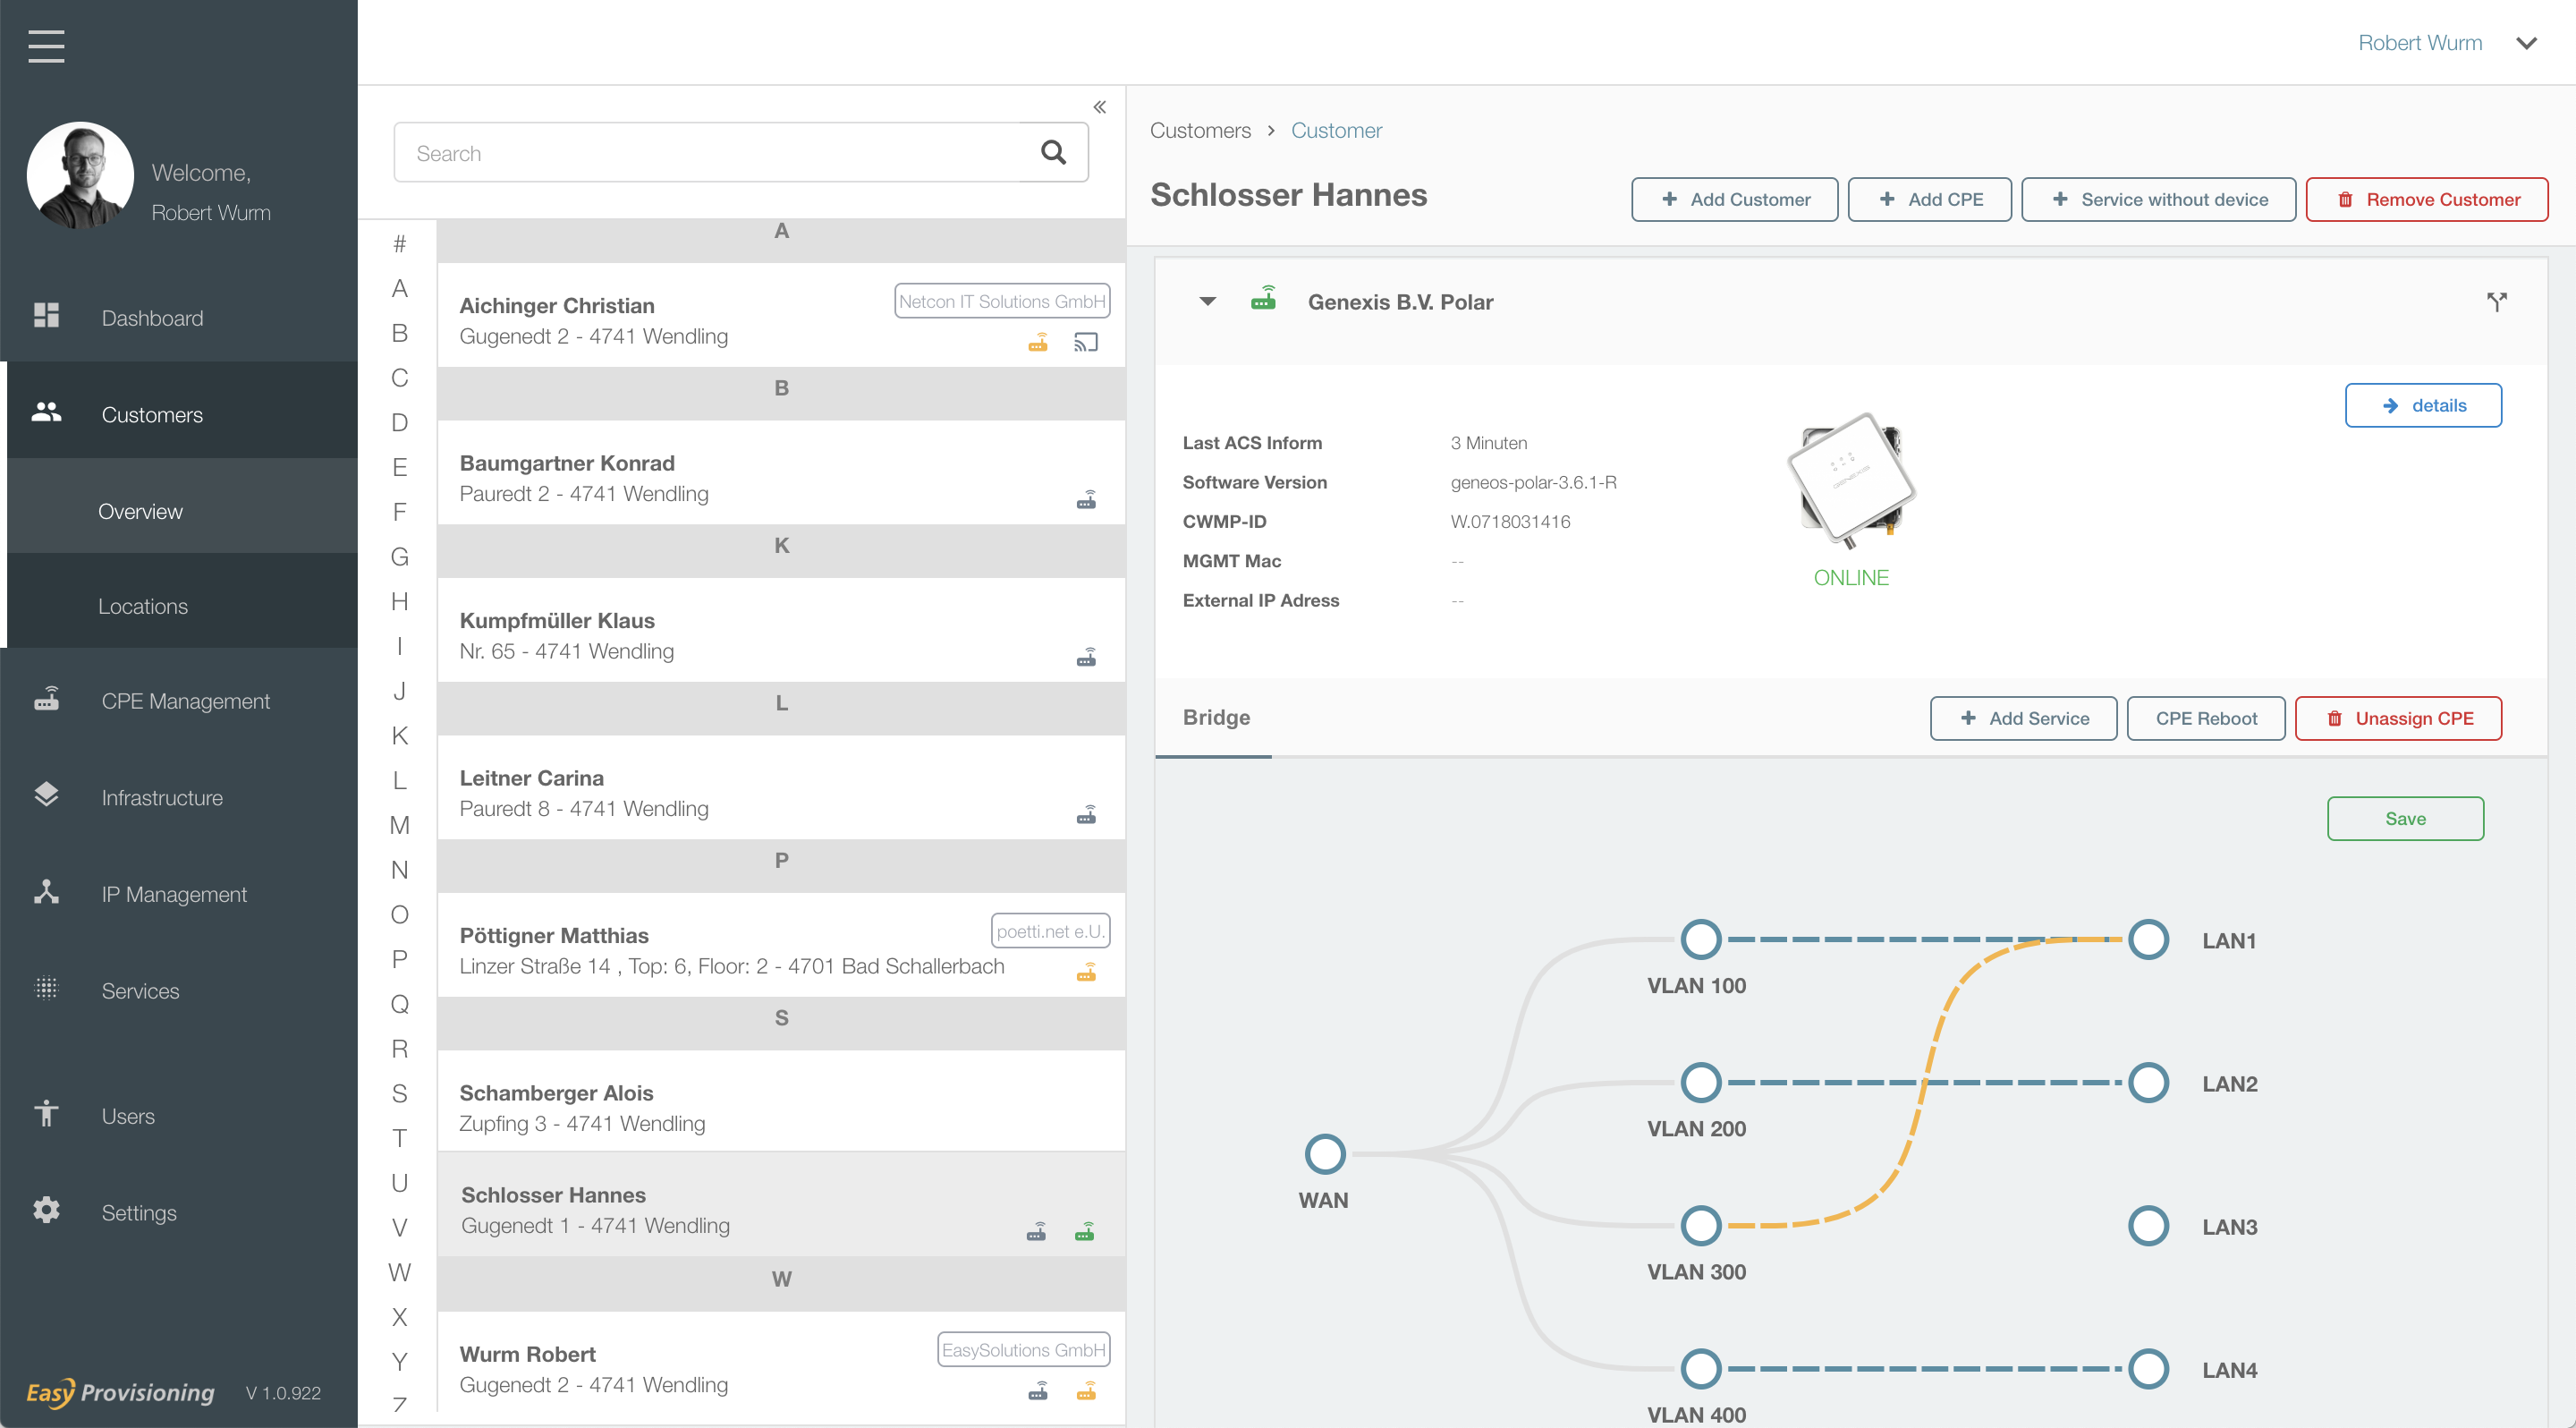 Robert Wurm
Welcome,
Robert Wurm
Dashboard
Customers
Overview
Locations
CPE Management
Infrastructure
IP Management
Services
Users
Settings
Easy Provisioning V 1.0.922
Search
#
A
B
C
D
E
F
G
H
I
J
K
L
M
N
O
P
Q
R
S
T
U
V
W
X
Y
Z
A
Aichinger Christian
Netcon IT Solutions GmbH
Gugenedt 2 - 4741 Wendling
B
Baumgartner Konrad
Pauredt 2 - 4741 Wendling
K
Kumpfmüller Klaus
Nr. 65 - 4741 Wendling
L
Leitner Carina
Pauredt 8 - 4741 Wendling
P
Pöttigner Matthias
poetti.net e.U.
Linzer Straße 14 , Top: 6, Floor: 2 - 4701 Bad Schallerbach
S
Schamberger Alois
Zupfing 3 - 4741 Wendling
Schlosser Hannes
Gugenedt 1 - 4741 Wendling
W
Wurm Robert
EasySolutions GmbH
Gugenedt 2 - 4741 Wendling
Customers > Customer
Schlosser Hannes
+ Add Customer
+ Add CPE
+ Service without device
Remove Customer
Genexis B.V. Polar
details
Last ACS Inform 3 Minuten
Software Version geneos-polar-3.6.1-R
CWMP-ID W.0718031416
MGMT Mac --
External IP Adress --
GENEXIS
ONLINE
Bridge
+ Add Service
CPE Reboot
Unassign CPE
Save
WAN
VLAN 100
LAN1
VLAN 200
LAN2
VLAN 300
LAN3
VLAN 400
LAN4